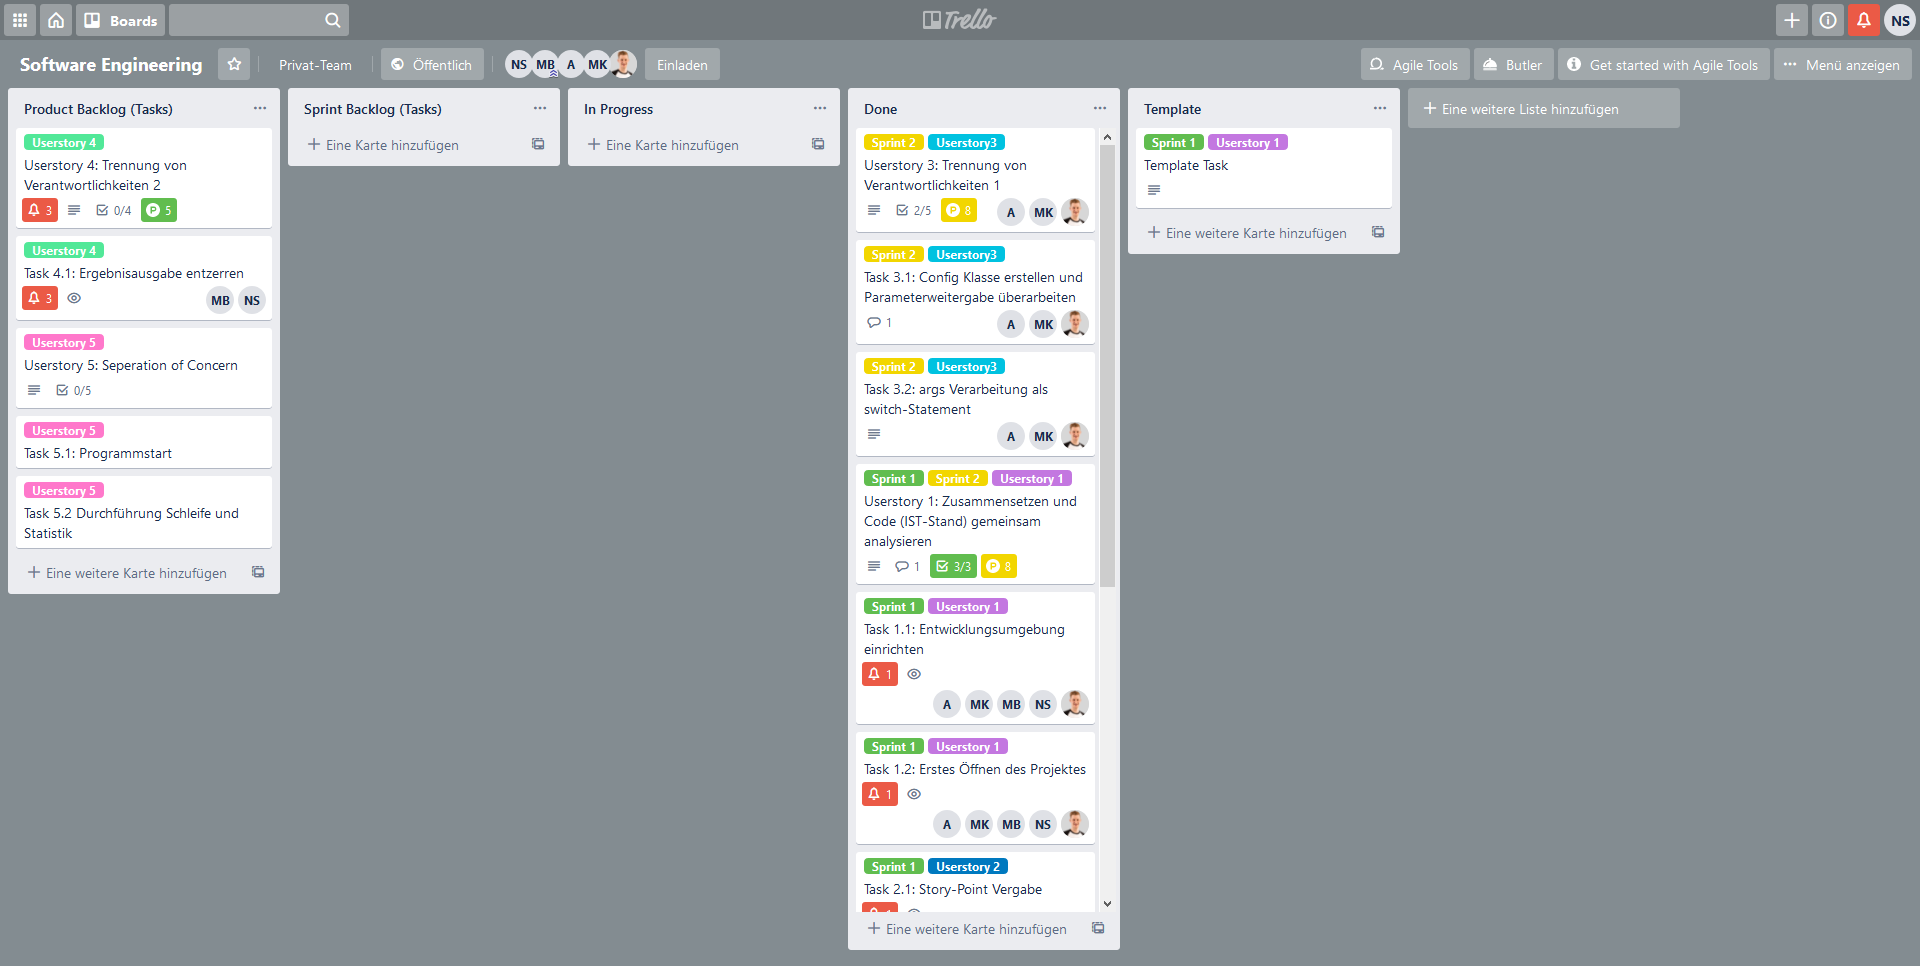 Boards
Trello
NS
Software Engineering
Privat-Team
Öffentlich
NS MB A MK
Einladen
Agile Tools
Butler
Get started with Agile Tools
Menü anzeigen
Product Backlog (Tasks)
Userstory 4
Userstory 4: Trennung von
Verantwortlichkeiten 2
3 0/4 P 5
Userstory 4
Task 4.1: Ergebnisausgabe entzerren
3 MB NS
Userstory 5
Userstory 5: Seperation of Concern
0/5
Userstory 5
Task 5.1: Programmstart
Userstory 5
Task 5.2 Durchführung Schleife und
Statistik
Eine weitere Karte hinzufügen
Sprint Backlog (Tasks)
Eine Karte hinzufügen
In Progress
Eine Karte hinzufügen
Done
Sprint 2 Userstory3
Userstory 3: Trennung von
Verantwortlichkeiten 1
2/5 P 8 A MK
Sprint 2 Userstory3
Task 3.1: Config Klasse erstellen und
Parameterweitergabe überarbeiten
1 A MK
Sprint 2 Userstory3
Task 3.2: args Verarbeitung als
switch-Statement
A MK
Sprint 1 Sprint 2 Userstory 1
Userstory 1: Zusammensetzen und
Code (IST-Stand) gemeinsam
analysieren
1 3/3 P 8
Sprint 1 Userstory 1
Task 1.1: Entwicklungsumgebung
einrichten
1
A MK MB NS
Sprint 1 Userstory 1
Task 1.2: Erstes Öffnen des Projektes
1
A MK MB NS
Sprint 1 Userstory 2
Task 2.1: Story-Point Vergabe
Eine weitere Karte hinzufügen
Template
Sprint 1 Userstory 1
Template Task
Eine weitere Karte hinzufügen
Eine weitere Liste hinzufügen